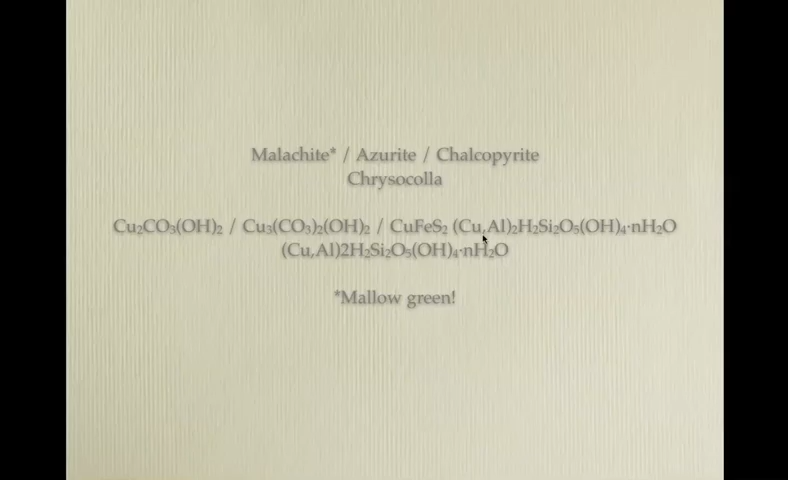 Malachite* / Azurite / Chalcopyrite
Chrysocolla
Cu₂CO₃(OH)₂ / Cu₃(CO₃)₂(OH)₂ / CuFeS₂ (Cu,Al)₂H₂Si₂O₅(OH)₄·nH₂O
(Cu,Al)2H₂Si₂O₅(OH)₄·nH₂O
*Mallow green!